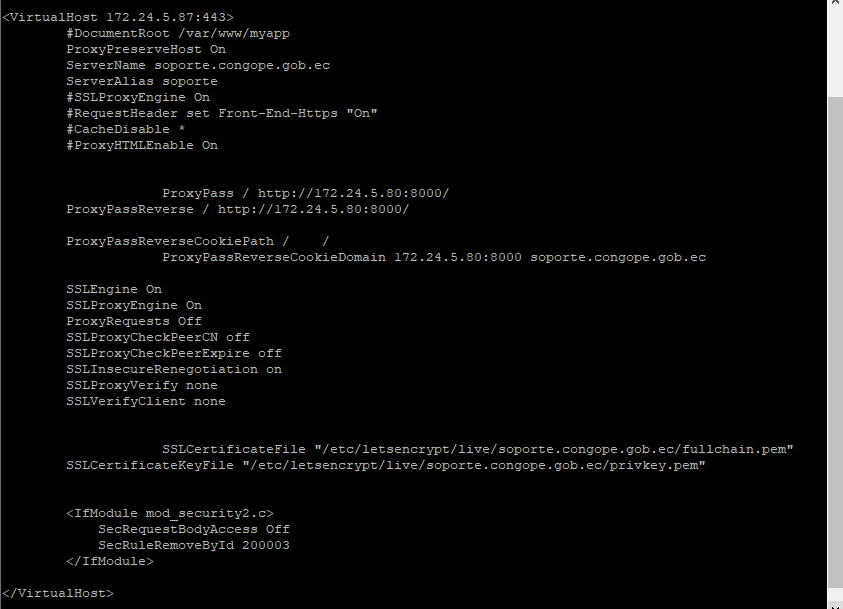 <VirtualHost 172.24.5.87:443>
#DocumentRoot /var/www/myapp
ProxyPreserveHost On
ServerName soporte.congope.gob.ec
ServerAlias soporte
#SSLProxyEngine On
#RequestHeader set Front-End-Https "On"
#CacheDisable *
#ProxyHTMLEnable On
ProxyPass / http://172.24.5.80:8000/
ProxyPassReverse / http://172.24.5.80:8000/
ProxyPassReverseCookiePath /    /
ProxyPassReverseCookieDomain 172.24.5.80:8000 soporte.congope.gob.ec
SSLEngine On
SSLProxyEngine On
ProxyRequests Off
SSLProxyCheckPeerCN off
SSLProxyCheckPeerExpire off
SSLInsecureRenegotiation on
SSLProxyVerify none
SSLVerifyClient none
SSLCertificateFile "/etc/letsencrypt/live/soporte.congope.gob.ec/fullchain.pem"
SSLCertificateKeyFile "/etc/letsencrypt/live/soporte.congope.gob.ec/privkey.pem"
<IfModule mod_security2.c>
SecRequestBodyAccess Off
SecRuleRemoveById 200003
</IfModule>
</VirtualHost>